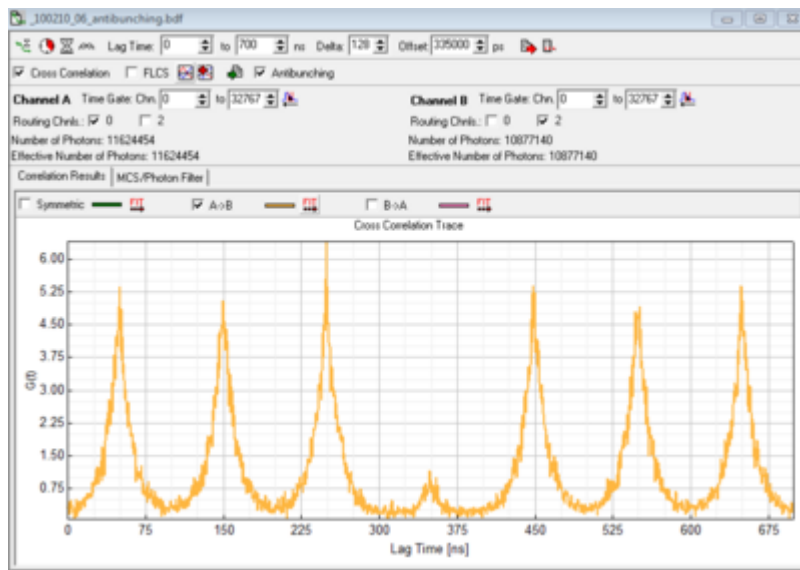 _100210_06_antibunching.bdf
Lag Time: 0 to 700 ns Delta: 128 Offset: 335000 ps
Cross Correlation FLCS Antibunching
Channel A Time Gate: Chn. 0 to 32767 Channel B Time Gate: Chn. 0 to 32767
Routing Chnls.: 0 2 Routing Chnls.: 0 2
Number of Photons: 11624454 Number of Photons: 10877140
Effective Number of Photons: 11624454 Effective Number of Photons: 10877140
Correlation Results MCS/Photon Filter
Symmetric FIT A->B FIT B->A FIT
Cross Correlation Trace
6.00
5.25
4.50
3.75
3.00
2.25
1.50
0.75
G(t)
0 75 150 225 300 375 450 525 600 675
Lag Time [ns]